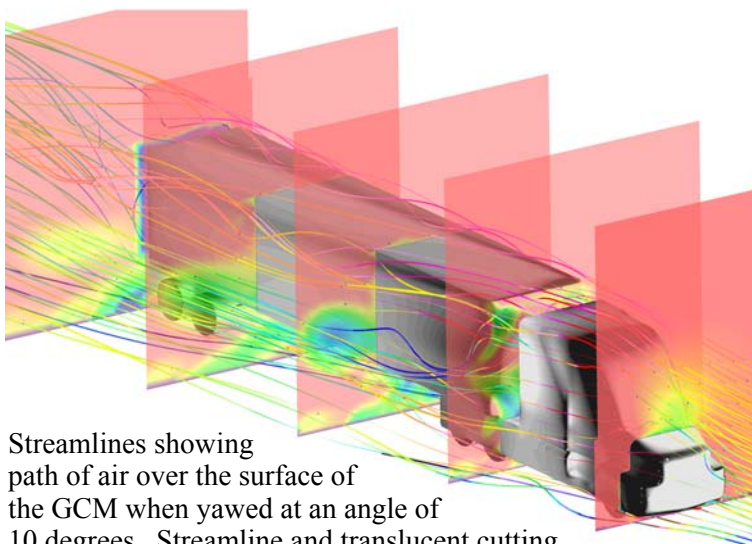 Streamlines showing
path of air over the surface of
the GCM when yawed at an angle of
10 degrees. Streamline and translucent cutting